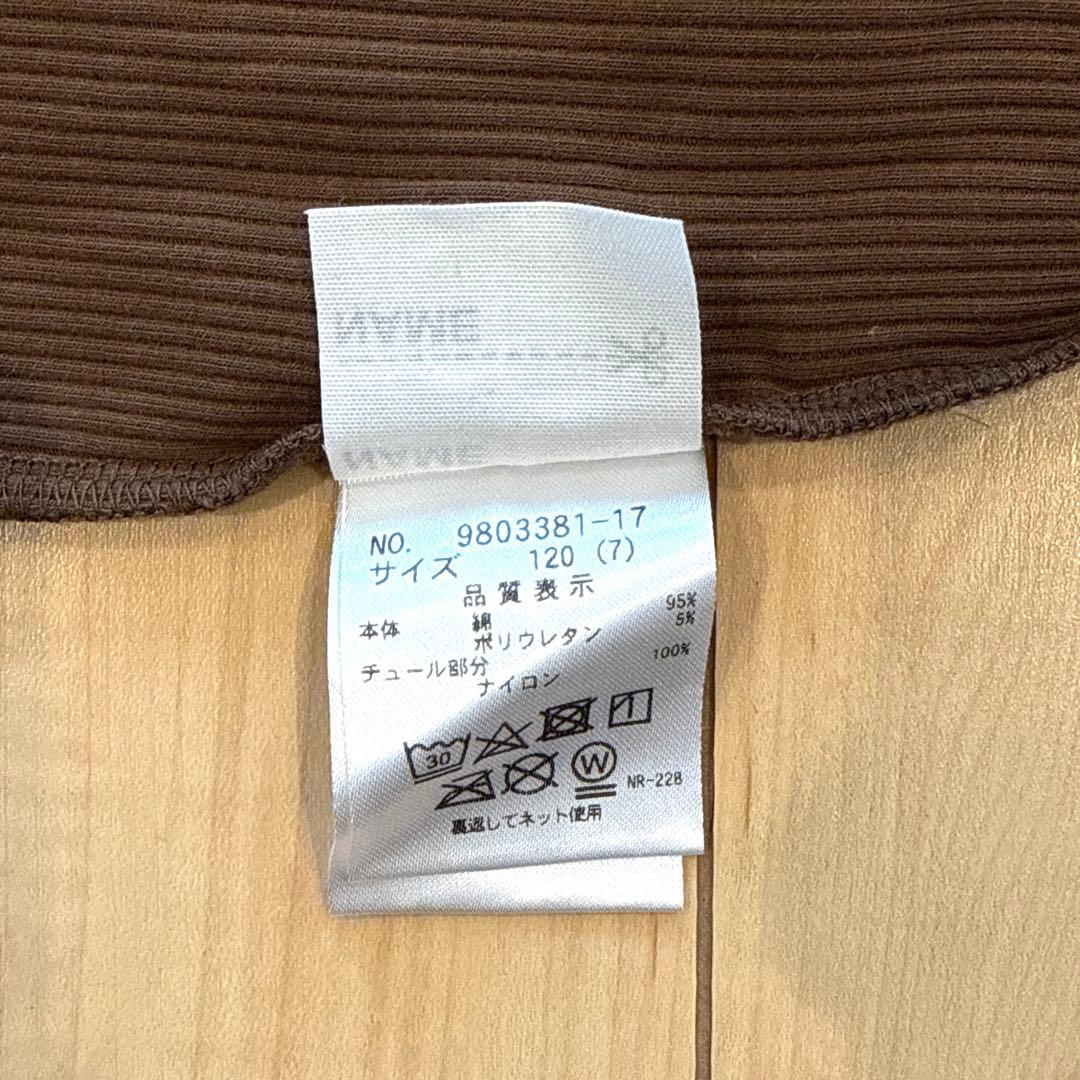 NAME
NAME
NO. 9803381-17
サイズ 120 (7)
品質表示
本体 綿 95%
ポリウレタン 5%
チュール部分
ナイロン 100%
30
W NR-228
裏返してネット使用